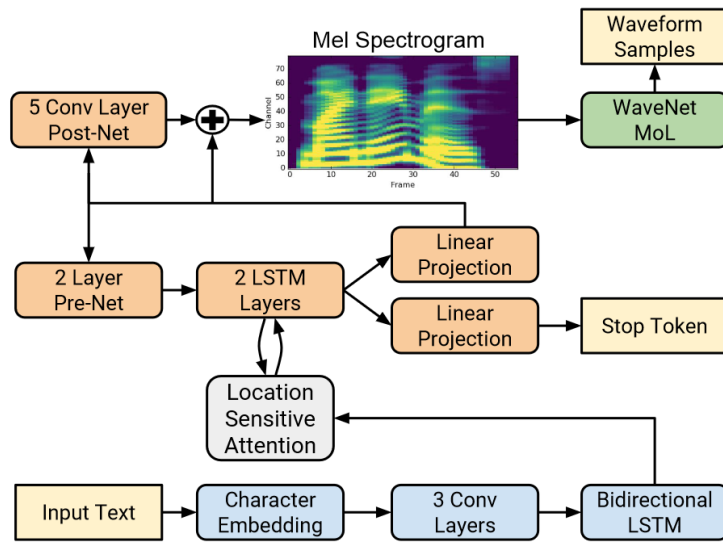 Waveform
Samples
Mel Spectrogram
5 Conv Layer
Post-Net
WaveNet
MoL
Channel
70
60
50
40
30
20
10
0
0 10 20 30 40 50
Frame
2 Layer
Pre-Net
2 LSTM
Layers
Linear
Projection
Linear
Projection
Stop Token
Location
Sensitive
Attention
Input Text
Character
Embedding
3 Conv
Layers
Bidirectional
LSTM